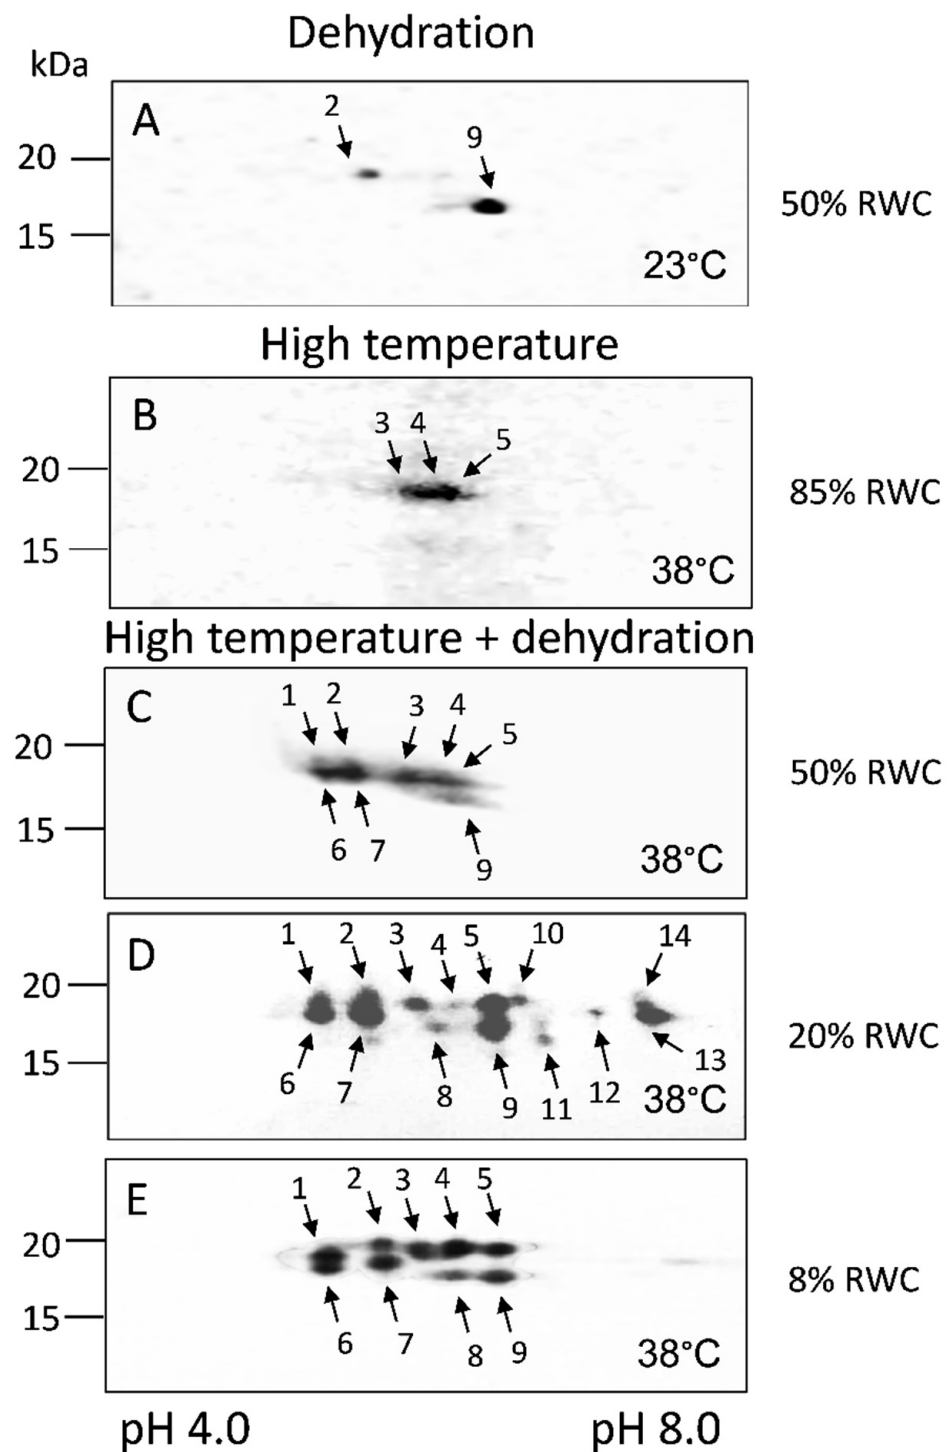 Dehydration
kDa
A
2
9
20
15
23°C
50% RWC
High temperature
B
3 4 5
20
15
38°C
85% RWC
High temperature + dehydration
C
1 2 3 4 5
20
15
6 7 9
38°C
50% RWC
D
1 2 3 4 5 10 14
20
15
6 7 8 9 11 12 13
38°C
20% RWC
E
1 2 3 4 5
20
15
6 7 8 9
38°C
8% RWC
pH 4.0 pH 8.0